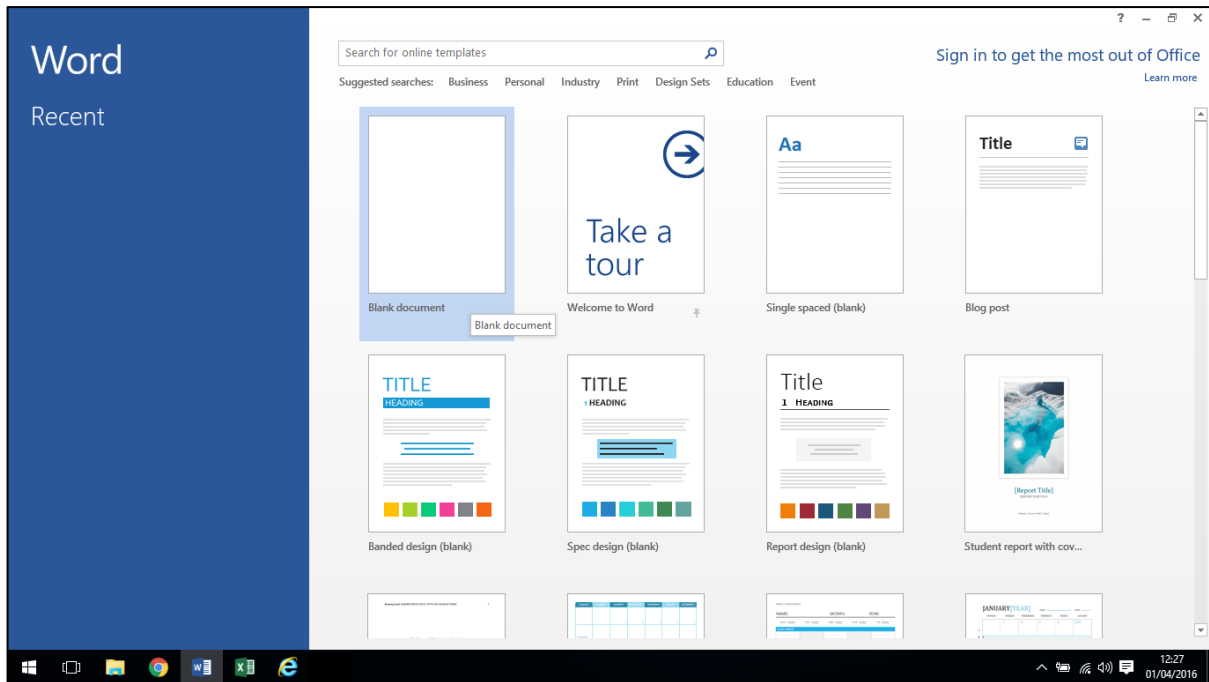 ?
Word
Recent
Search for online templates
Sign in to get the most out of Office
Learn more
Suggested searches: Business Personal Industry Print Design Sets Education Event
Take a
tour
Aa
Title
Blank document
Welcome to Word
Single spaced (blank)
Blog post
Blank document
TITLE
HEADING
TITLE
1 HEADING
Title
1 HEADING
[Report Title]
Banded design (blank)
Spec design (blank)
Report design (blank)
Student report with cov...
JANUARY[YEAR]
NAME: MONTH: YEAR:
12:27
01/04/2016